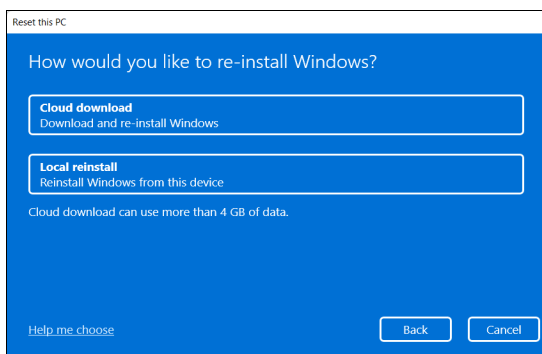 Reset this PC
How would you like to re-install Windows?
Cloud download
Download and re-install Windows
Local reinstall
Reinstall Windows from this device
Cloud download can use more than 4 GB of data.
Help me choose
Back
Cancel